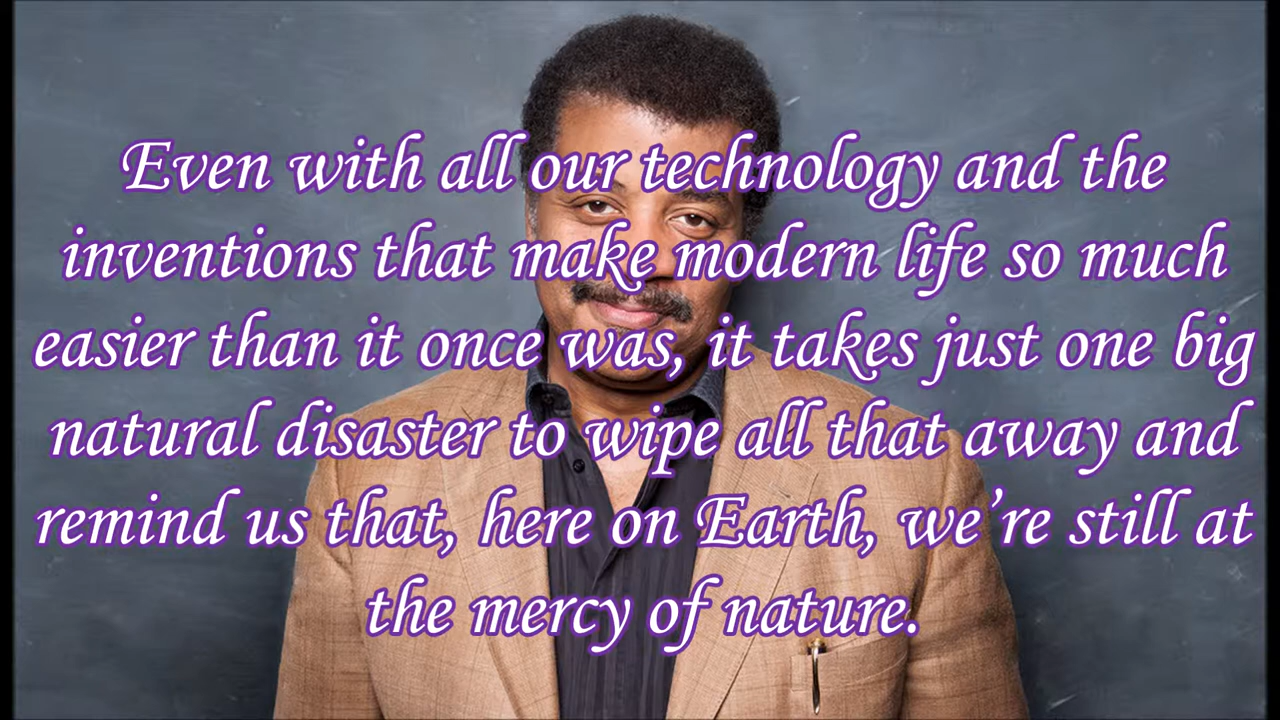 Even with all our technology and the
inventions that make modern life so much
easier than it once was, it takes just one big
natural disaster to wipe all that away and
remind us that, here on Earth, we’re still at
the mercy of nature.